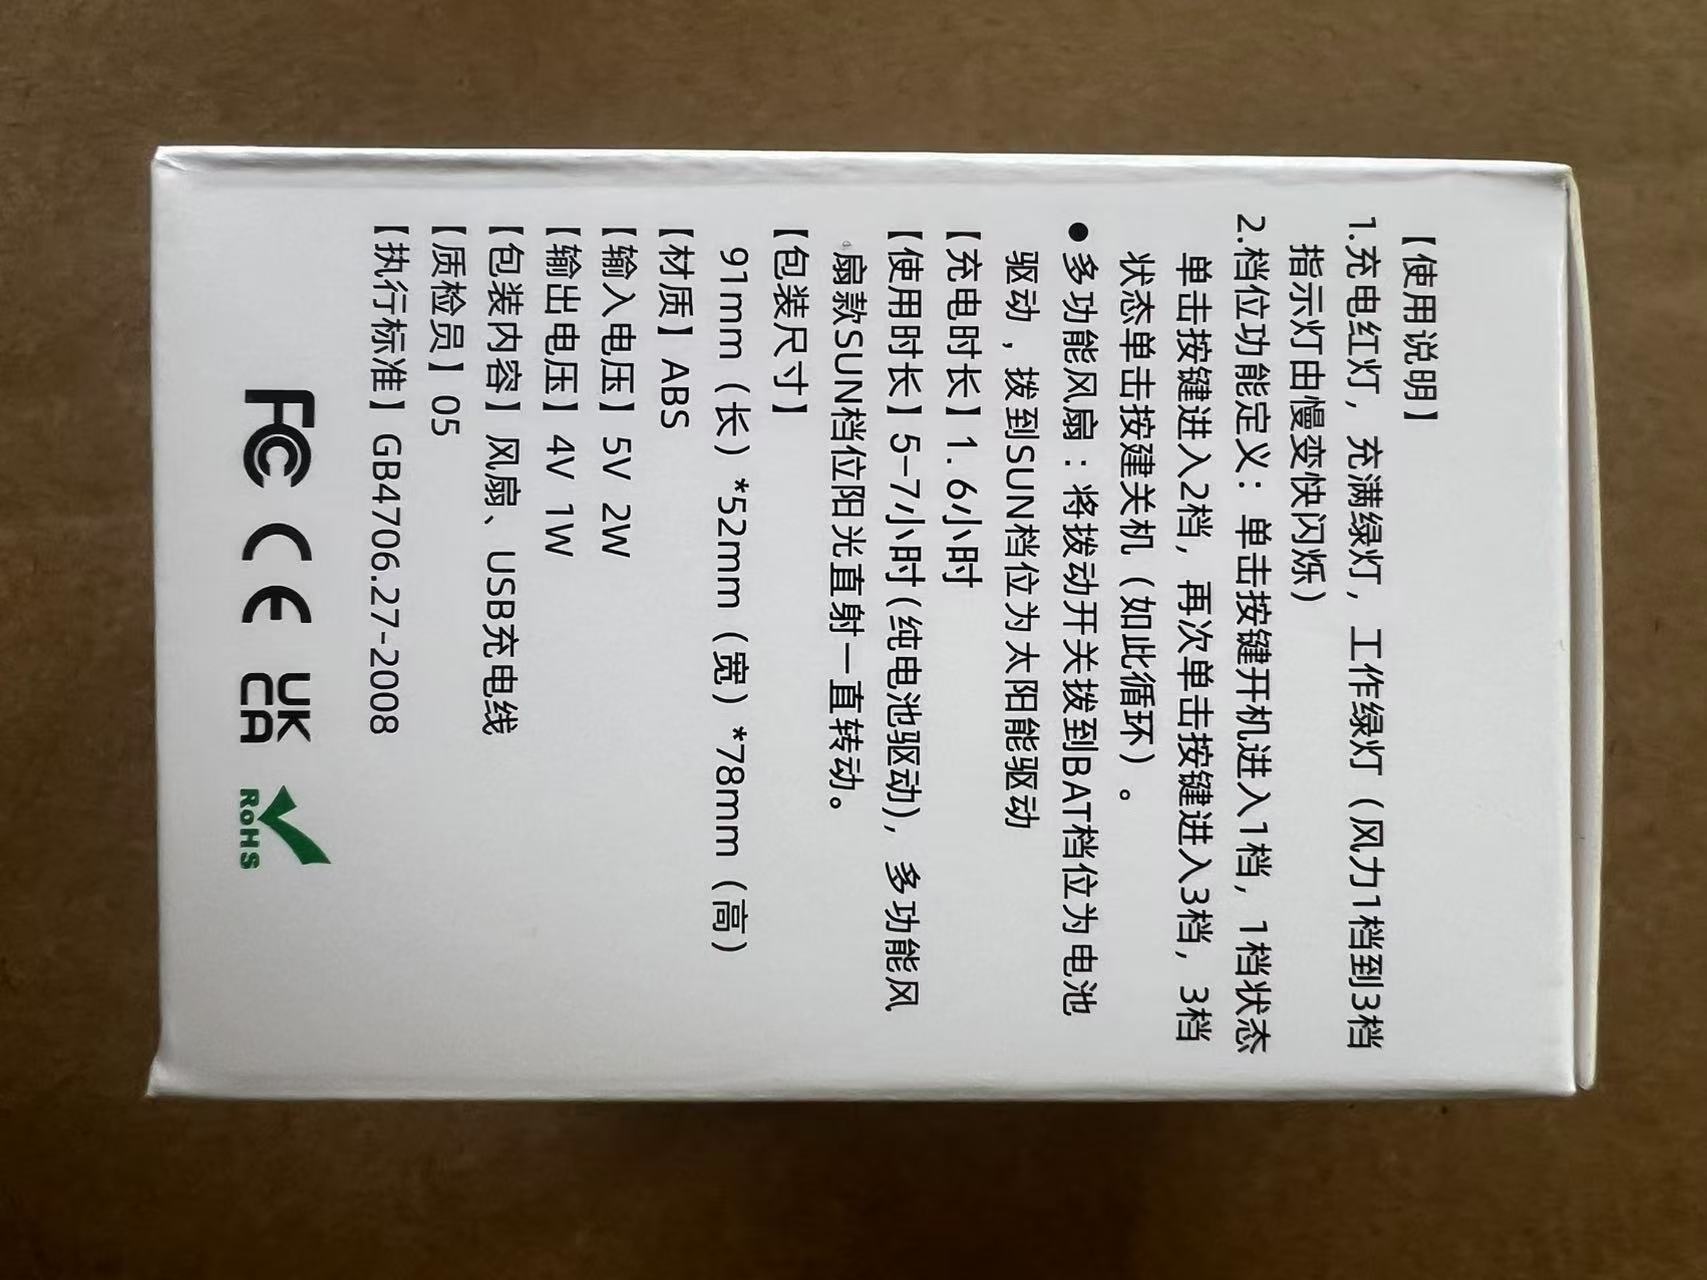 【使用说明】
1.充电红灯，充满绿灯，工作绿灯（风力1档到3档
指示灯由慢变快闪烁）
2.档位功能定义：单击按键开机进入1档，1档状态
单击按键进入2档，再次单击按键进入3档，3档
状态单击按建关机（如此循环）。
●多功能风扇：将拨动开关拨到BAT档位为电池
驱动，拨到SUN档位为太阳能驱动
【充电时长】1.6小时
【使用时长】5-7小时(纯电池驱动)，多功能风
扇款SUN档位阳光直射一直转动。
【包装尺寸】
91mm（长）*52mm（宽）*78mm（高）
【材质】ABS
【输入电压】5V 2W
【输出电压】4V 1W
【包装内容】风扇、USB充电线
【质检员】05
【执行标准】GB4706.27-2008
FC CE UK CA RoHS